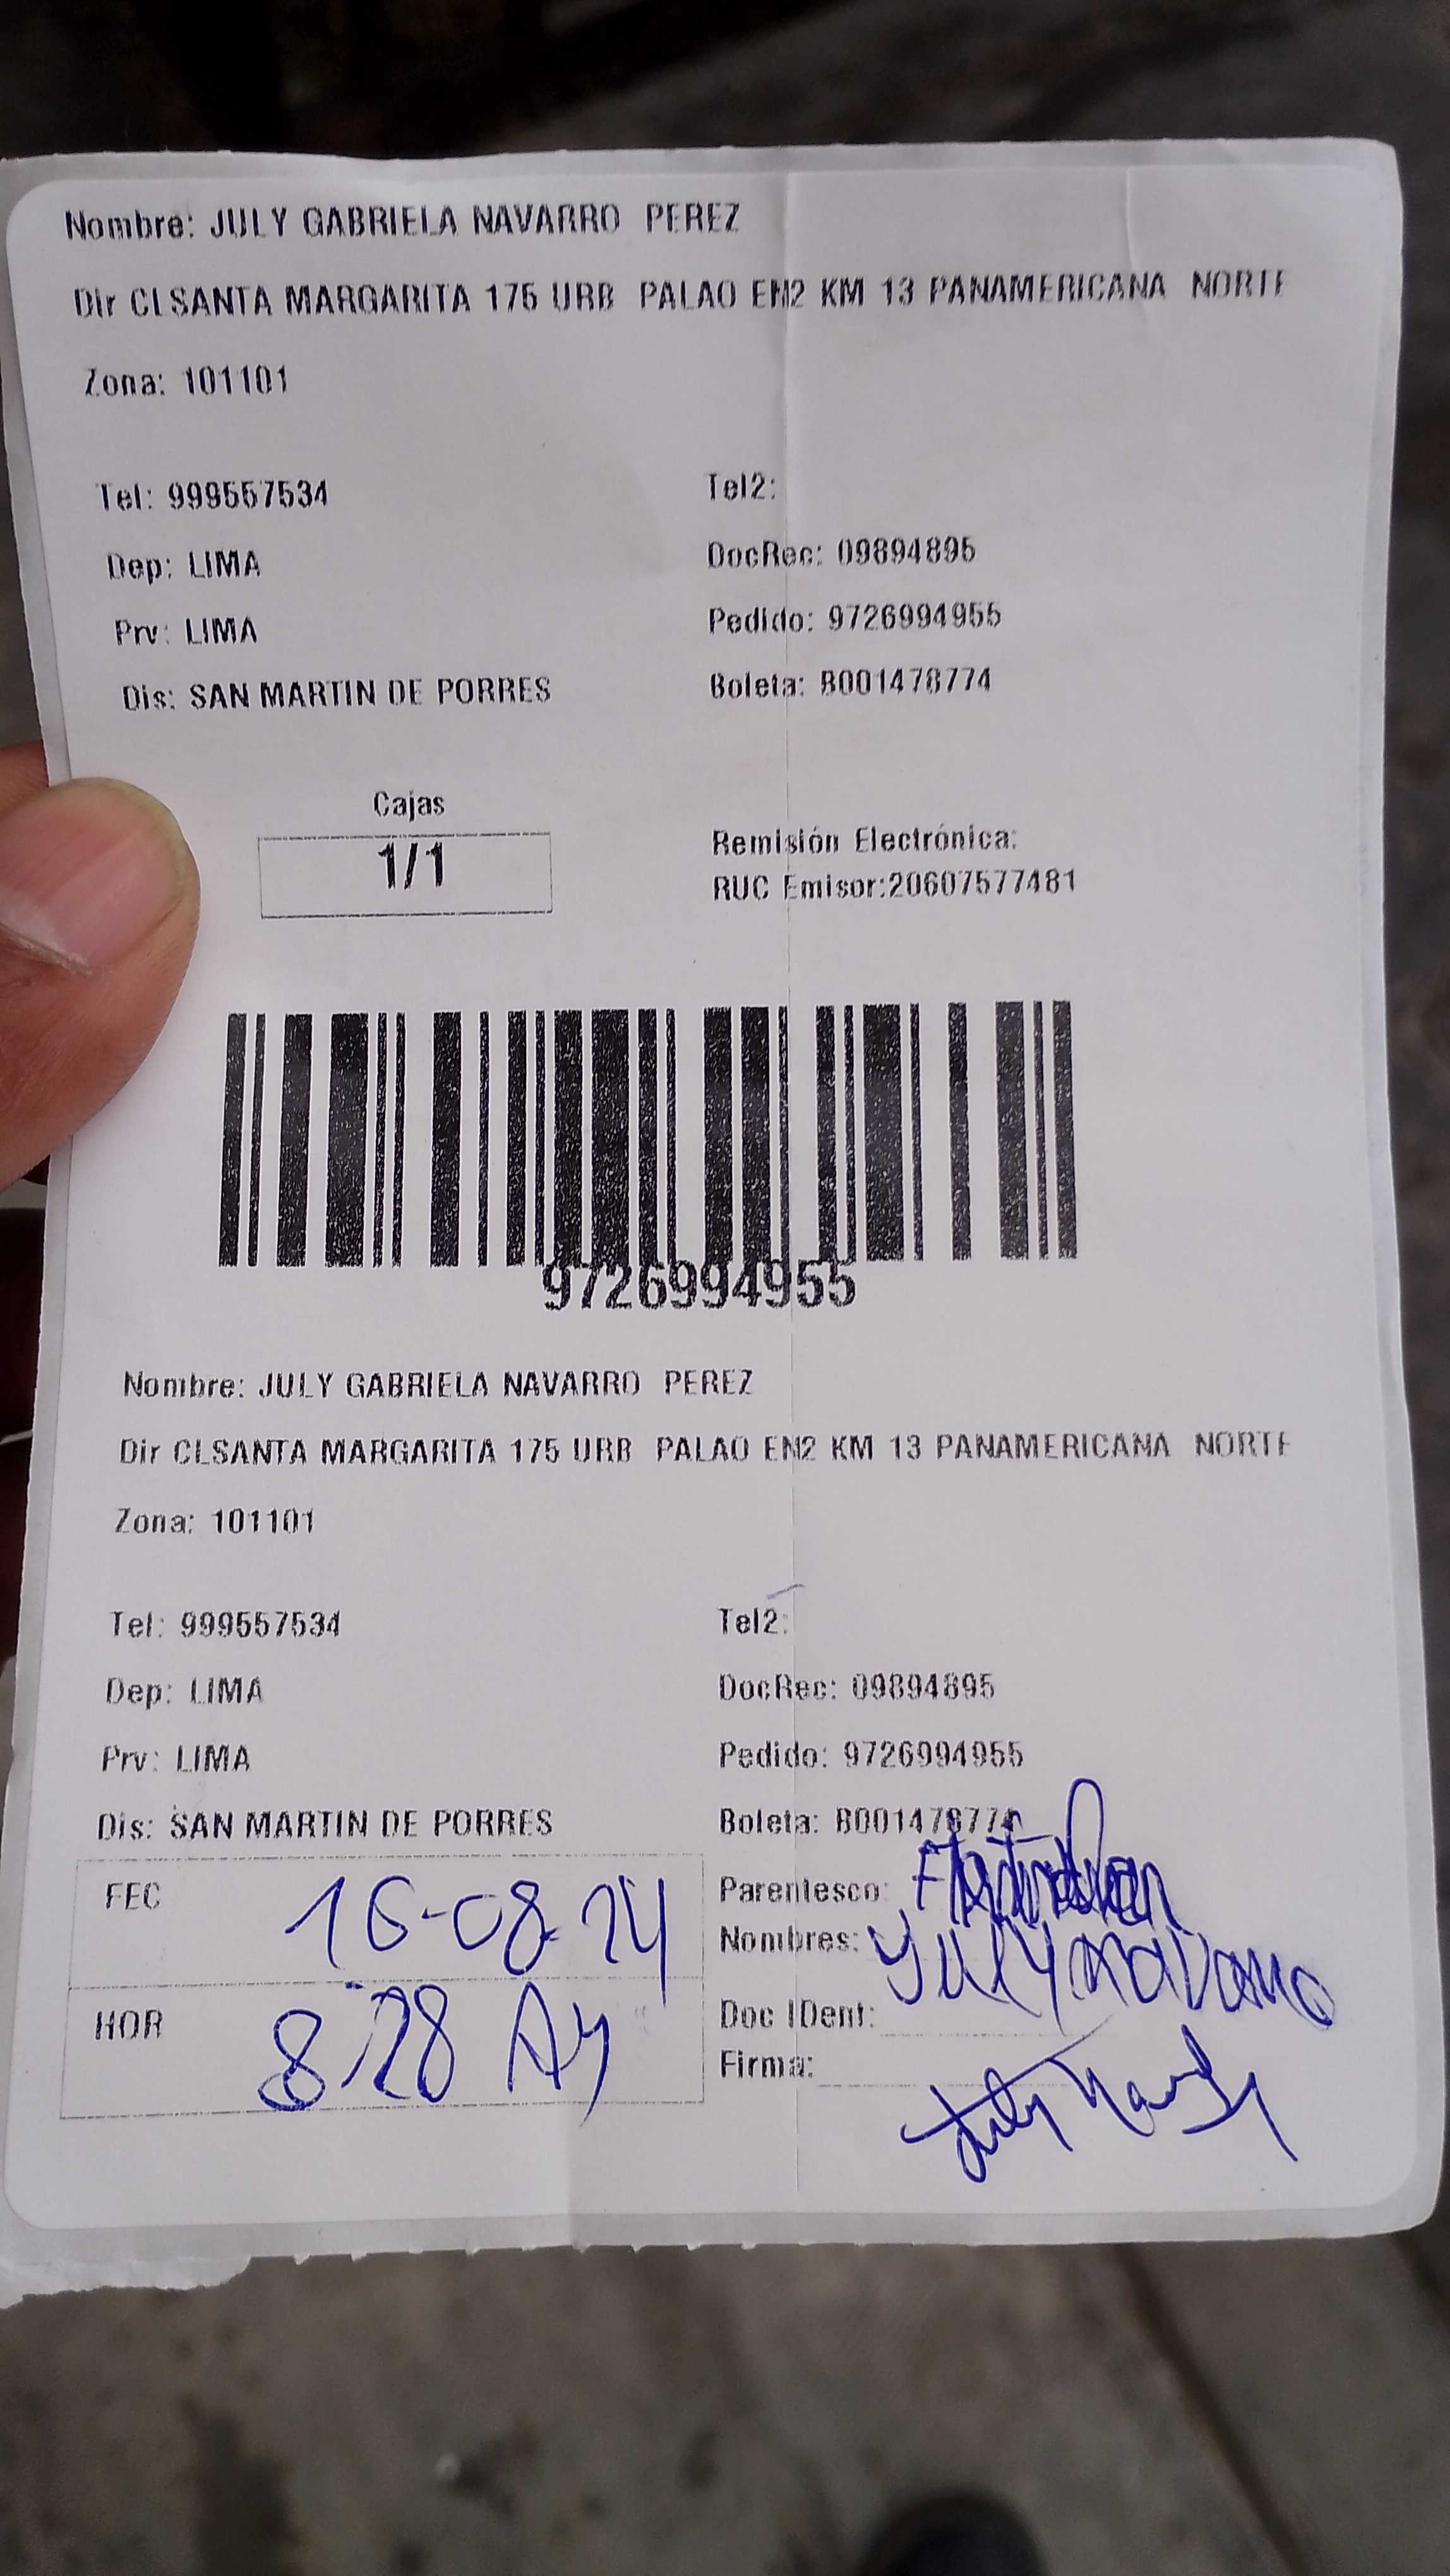 Nombre: JULY GABRIELA NAVARRO PEREZ
Dir CLSANTA MARGARITA 175 URB PALAO EN2 KM 13 PANAMERICANA NORTE
Zona: 101101
Tel: 999557534 Tel2:
Dep: LIMA DocRec: 09894895
Prv: LIMA Pedido: 9726994955
Dis: SAN MARTIN DE PORRES Boleta: B001478774
Cajas
1/1
Remisión Electrónica:
RUC Emisor:20607577481
9726994955
Nombre: JULY GABRIELA NAVARRO PEREZ
Dir CLSANTA MARGARITA 175 URB PALAO EN2 KM 13 PANAMERICANA NORTE
Zona: 101101
Tel: 999557534 Tel2:
Dep: LIMA DocRec: 09894895
Prv: LIMA Pedido: 9726994955
Dis: SAN MARTIN DE PORRES Boleta: B001478774
FEC 16-08-24 Parentesco:
Nombres: July navarro
HOR 8:28 Doc IDent:
Firma: July